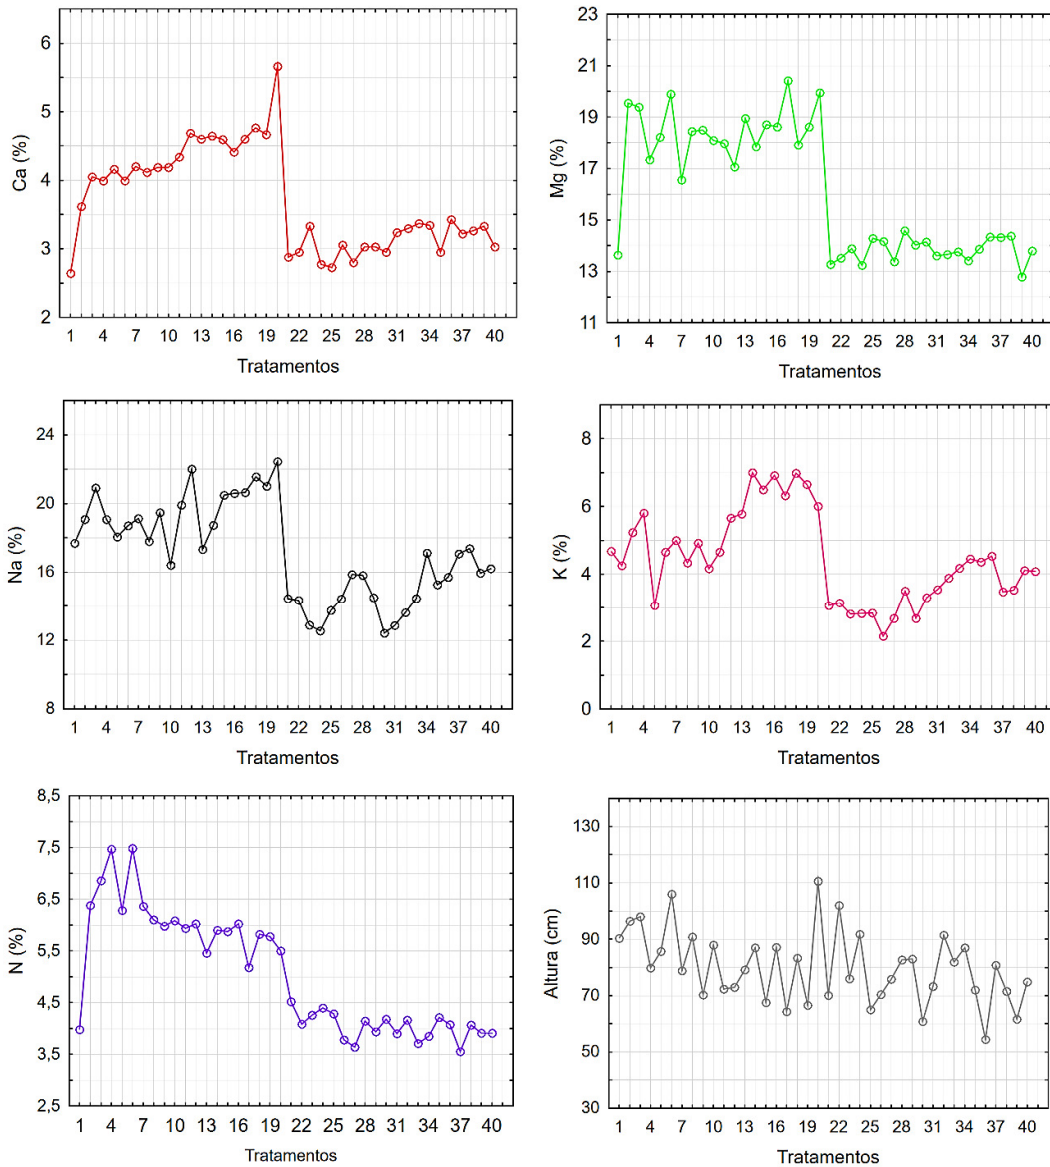 6
5
4
3
2
Ca (%)
1 4 7 10 13 16 19 22 25 28 31 34 37 40
Tratamentos
23
21
19
17
15
13
11
Mg (%)
1 4 7 10 13 16 19 22 25 28 31 34 37 40
Tratamentos
24
20
16
12
8
Na (%)
1 4 7 10 13 16 19 22 25 28 31 34 37 40
Tratamentos
8
6
4
2
0
K (%)
1 4 7 10 13 16 19 22 25 28 31 34 37 40
Tratamentos
8,5
7,5
6,5
5,5
4,5
3,5
2,5
N (%)
1 4 7 10 13 16 19 22 25 28 31 34 37 40
Tratamentos
130
110
90
70
50
30
Altura (cm)
1 4 7 10 13 16 19 22 25 28 31 34 37 40
Tratamentos